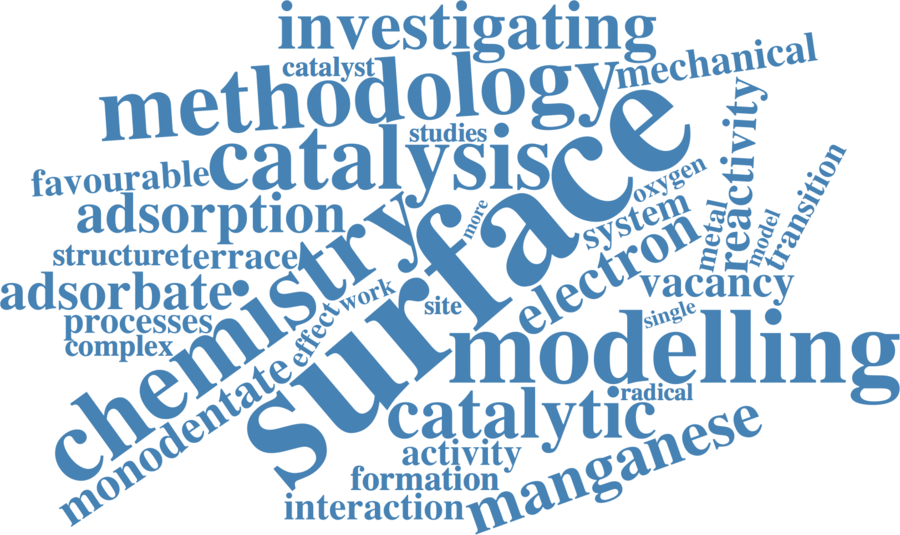 investigating
catalyst
methodology
mechanical
studies
catalysis
surface
reactivity
transition
favourable
adsorption
oxygen
system
more
metal
model
structure
terrace
chemistry
electron
vacancy
adsorbate
work
site
single
processes
effect
complex
modelling
monodentate
radical
catalytic
manganese
activity
formation
interaction